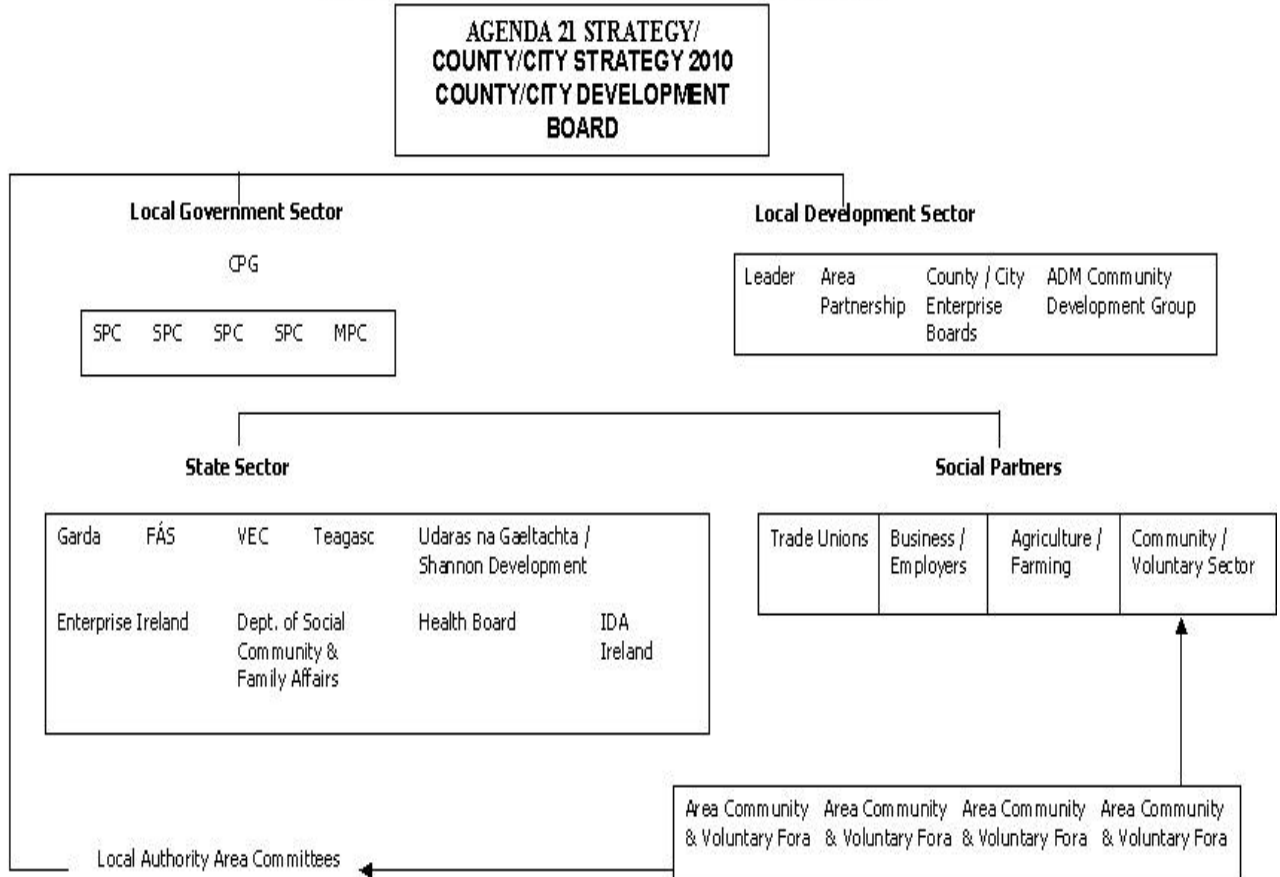 AGENDA 21 STRATEGY/
COUNTY/CITY STRATEGY 2010
COUNTY/CITY DEVELOPMENT
BOARD
Local Government Sector
CPG
SPC SPC SPC SPC MPC
Local Development Sector
Leader
Area
Partnership
County / City
Enterprise
Boards
ADM Community
Development Group
State Sector
Garda FÁS VEC Teagasc
Udaras na Gaeltachta /
Shannon Development
Enterprise Ireland
Dept. of Social
Community &
Family Affairs
Health Board
IDA
Ireland
Social Partners
Trade Unions
Business /
Employers
Agriculture /
Farming
Community /
Voluntary Sector
Area Community
& Voluntary Fora
Area Community
& Voluntary Fora
Area Community
& Voluntary Fora
Area Community
& Voluntary Fora
Local Authority Area Committees